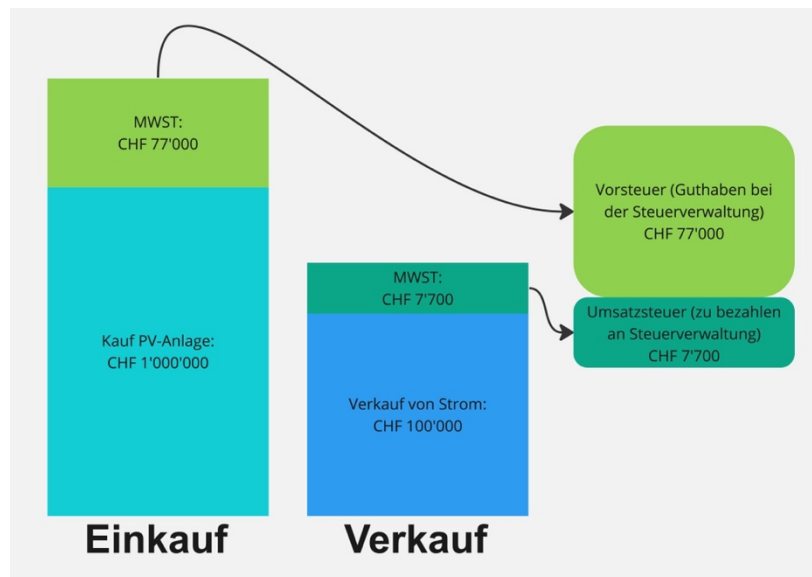 MWST:
CHF 77'000
Kauf PV-Anlage:
CHF 1'000'000
Einkauf
MWST:
CHF 7'700
Verkauf von Strom:
CHF 100'000
Verkauf
Vorsteuer (Guthaben bei
der Steuerverwaltung)
CHF 77'000
Umsatzsteuer (zu bezahlen
an Steuerverwaltung)
CHF 7'700